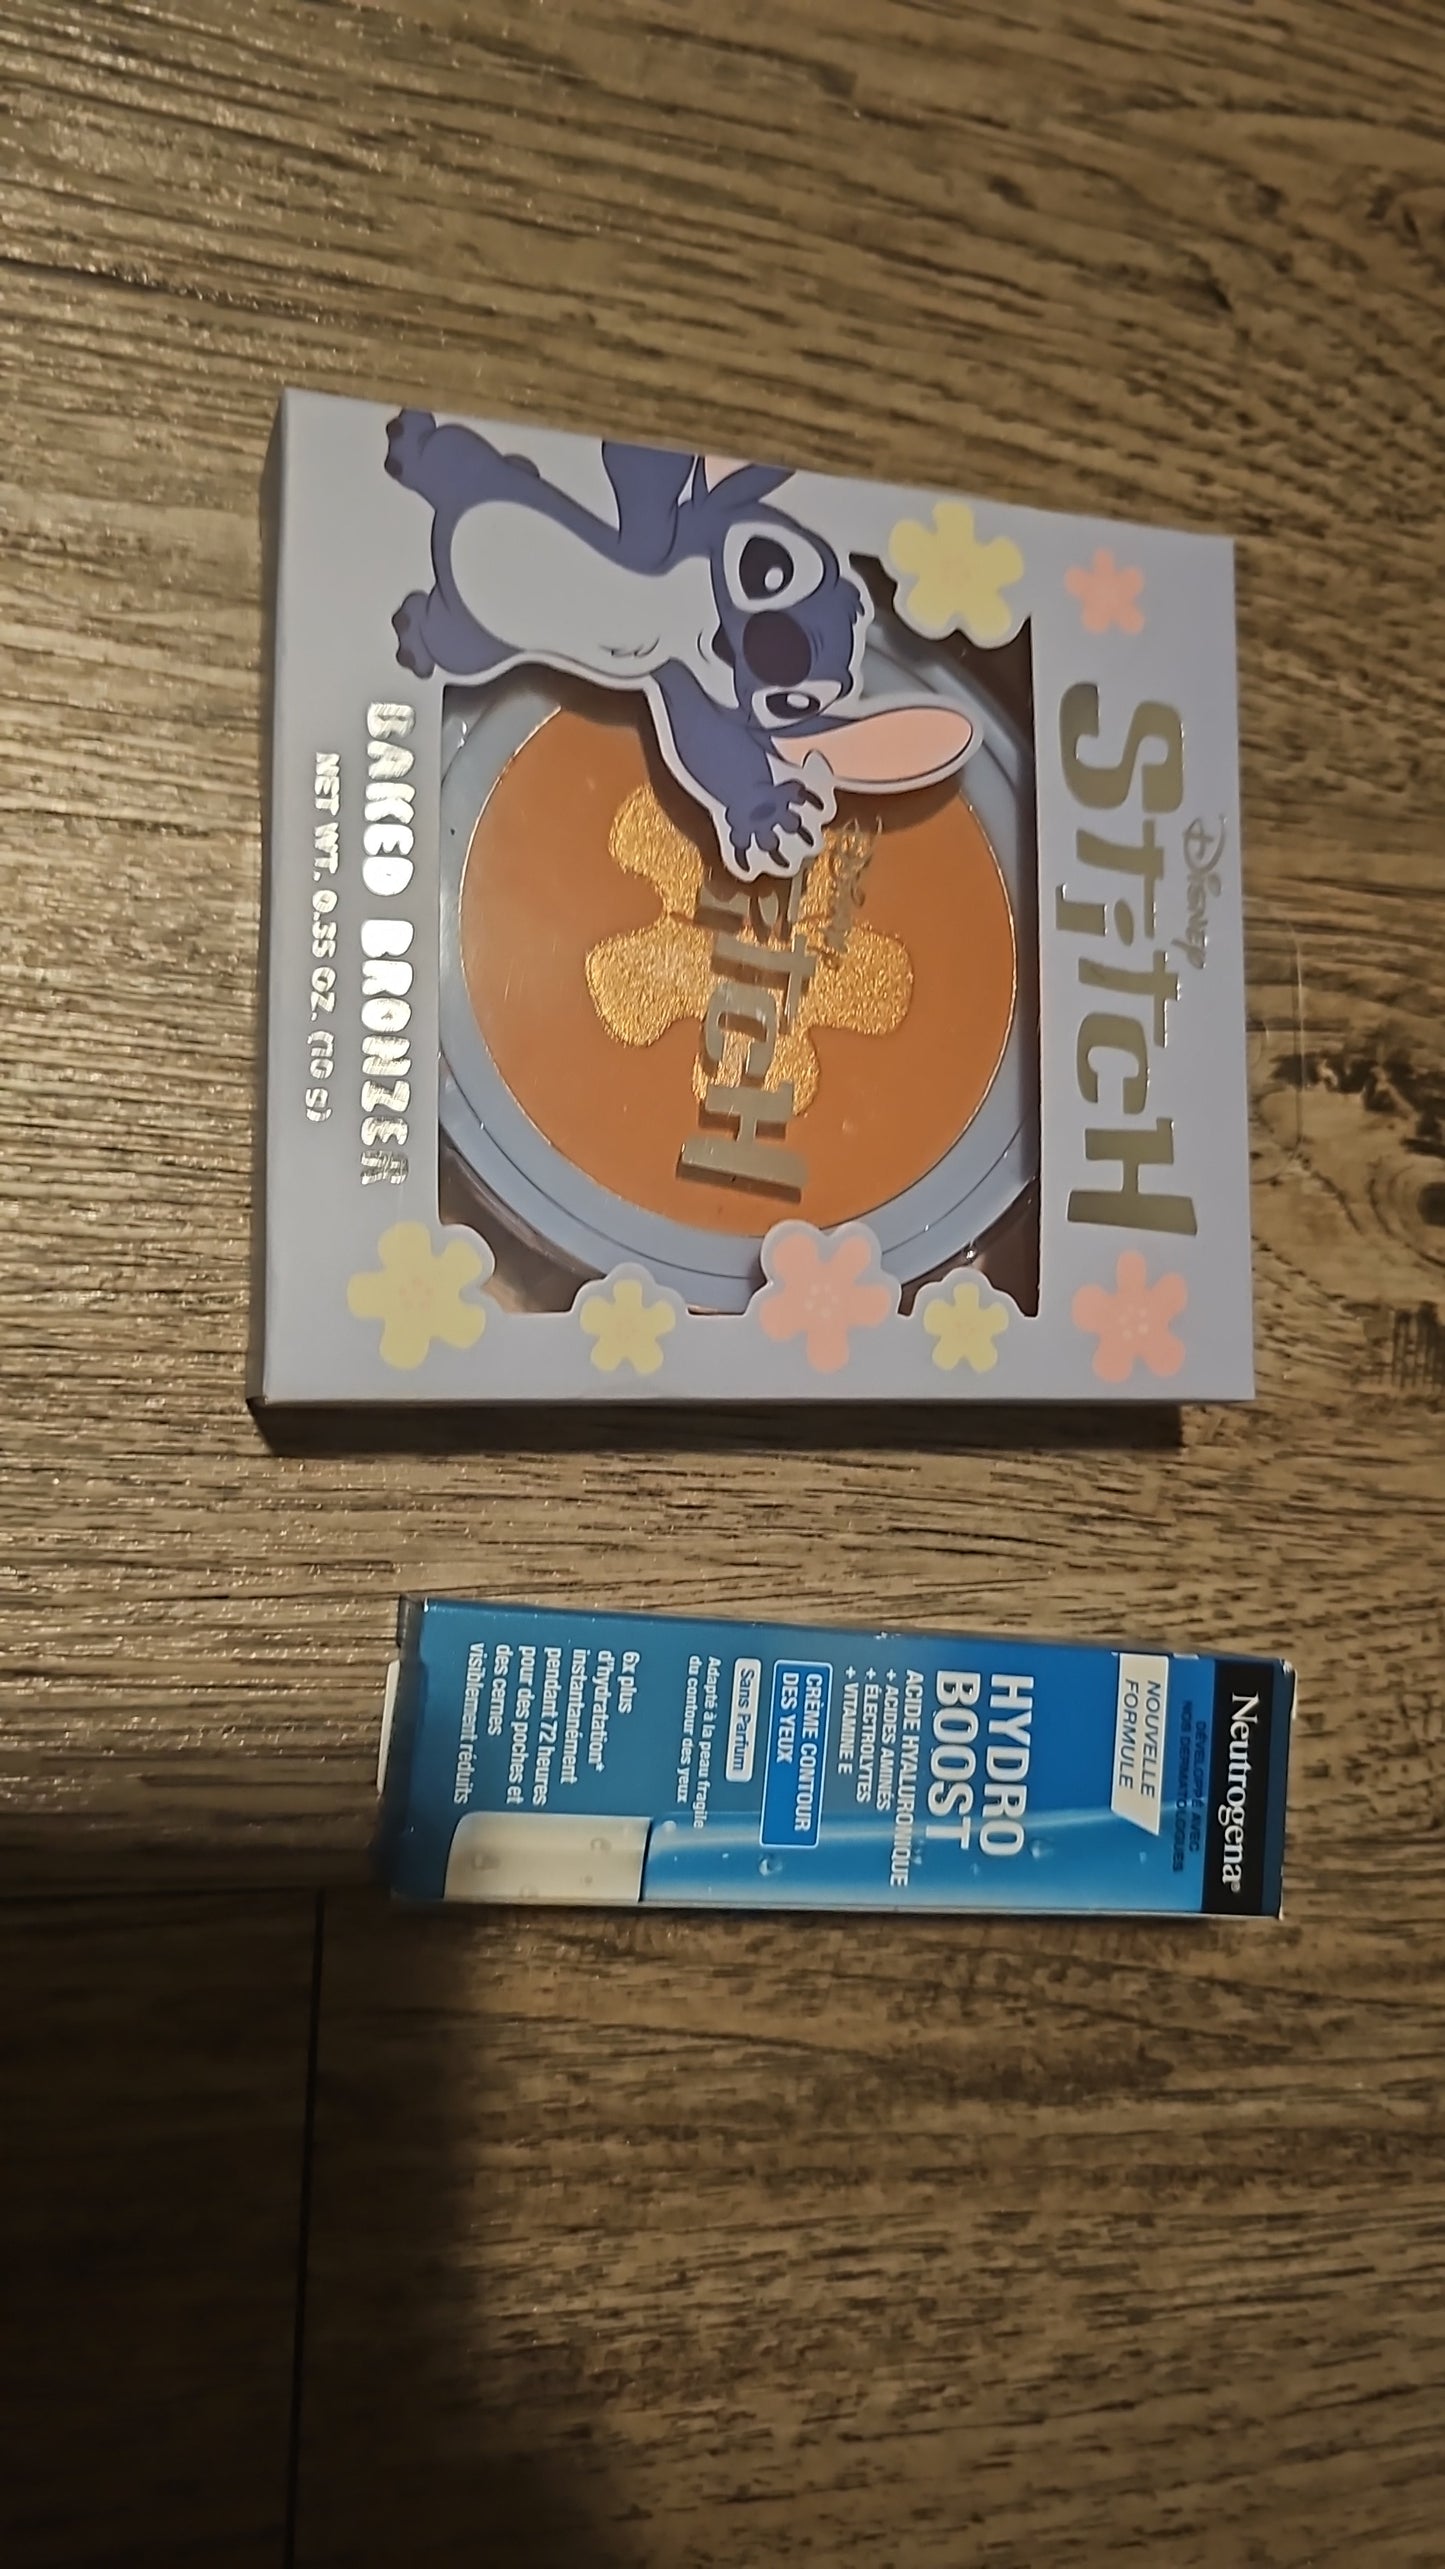 Disney
Stitch
Disney
titch
BAKED BRONZER
NET WT. 0.35 OZ. (10 g)
Neutrogena®
DÉVELOPPÉ AVEC
NOS DERMATOLOGUES
NOUVELLE
FORMULE
HYDRO
BOOST
ACIDE HYALURONIQUE
+ ACIDES AMINÉS
+ ÉLECTROLYTES
+ VITAMINE E
CRÈME CONTOUR
DES YEUX
Sans Parfum
Adapté à la peau fragile
du contour des yeux
6x plus
d'hydratation*
instantanément
pendant 72 heures
pour des poches et
des cernes
visiblement réduits